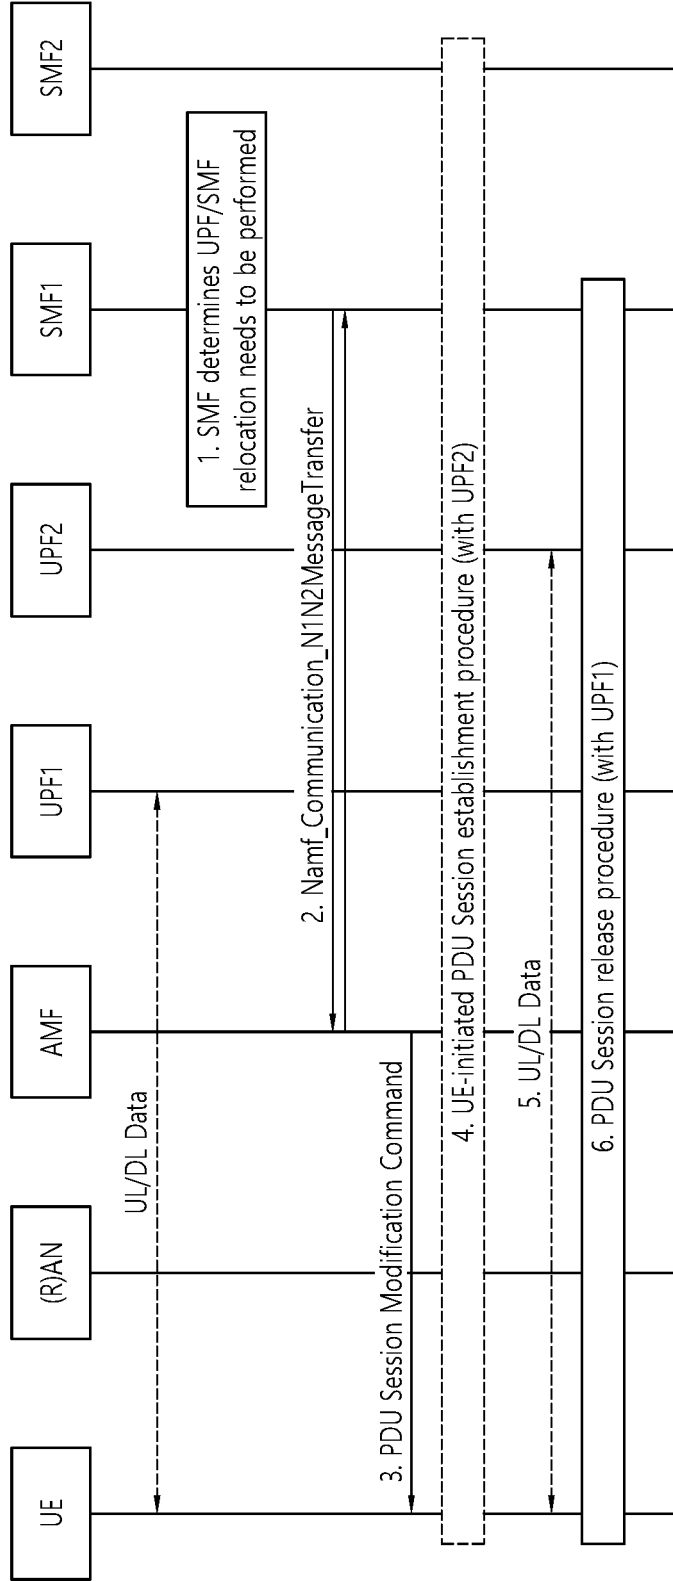 UE
(R)AN
AMF
UPF1
UPF2
SMF1
SMF2
UL/DL Data
1. SMF determines UPF/SMF
relocation needs to be performed
2. Namf_Communication_N1N2MessageTransfer
3. PDU Session Modification Command
4. UE-initiated PDU Session establishment procedure (with UPF2)
5. UL/DL Data
6. PDU Session release procedure (with UPF1)